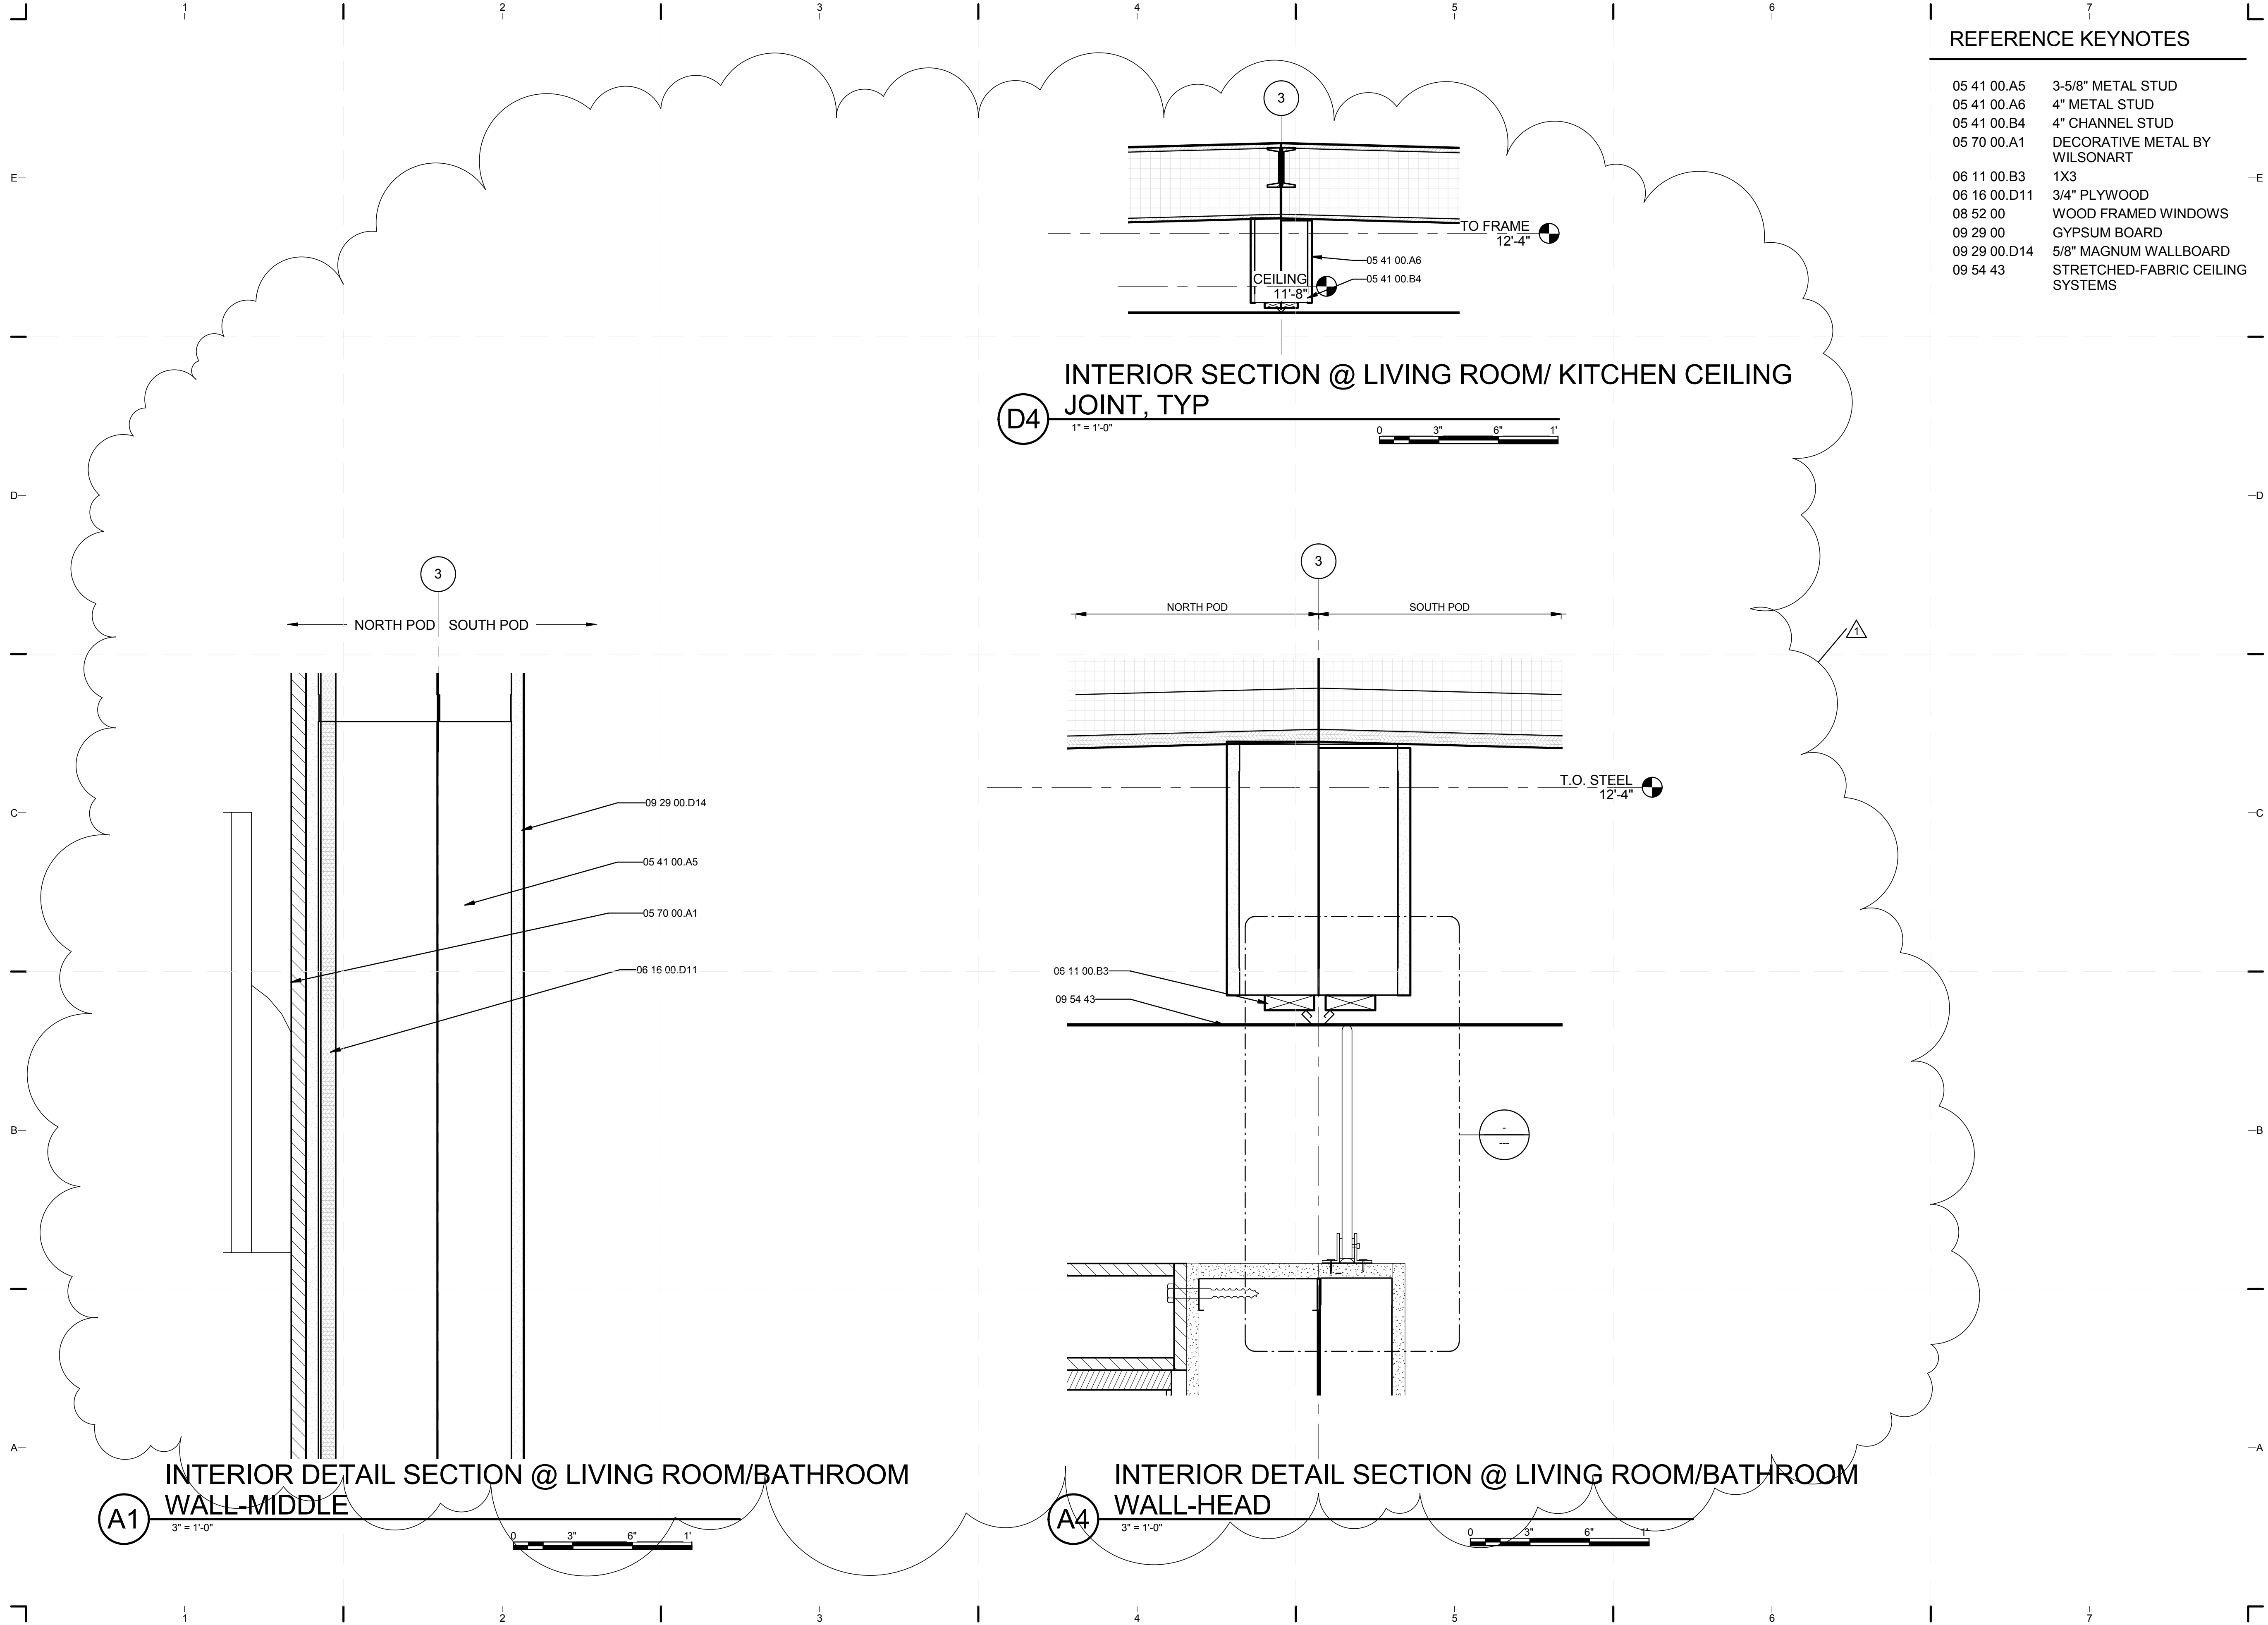 1 2 3 4 5 6 7
REFERENCE KEYNOTES
05 41 00.A5 3-5/8" METAL STUD
05 41 00.A6 4" METAL STUD
05 41 00.B4 4" CHANNEL STUD
05 70 00.A1 DECORATIVE METAL BY
WILSONART
06 11 00.B3 1X3
06 16 00.D11 3/4" PLYWOOD
08 52 00 WOOD FRAMED WINDOWS
09 29 00 GYPSUM BOARD
09 29 00.D14 5/8" MAGNUM WALLBOARD
09 54 43 STRETCHED-FABRIC CEILING
SYSTEMS
3
E E
TO FRAME
12'-4"
05 41 00.A6
CEILING
11'-8"
05 41 00.B4
INTERIOR SECTION @ LIVING ROOM/ KITCHEN CEILING
JOINT, TYP
D4
1" = 1'-0"
0 3" 6" 1'
D D
3
NORTH POD SOUTH POD
09 29 00.D14
05 41 00.A5
05 70 00.A1
06 16 00.D11
3
NORTH POD SOUTH POD
1
T.O. STEEL
12'-4"
C C
06 11 00.B3
09 54 43
-
---
B B
A A
INTERIOR DETAIL SECTION @ LIVING ROOM/BATHROOM
WALL-MIDDLE
A1
3" = 1'-0"
0 3" 6" 1'
INTERIOR DETAIL SECTION @ LIVING ROOM/BATHROOM
WALL-HEAD
A4
3" = 1'-0"
0 3" 6" 1'
1 2 3 4 5 6 7